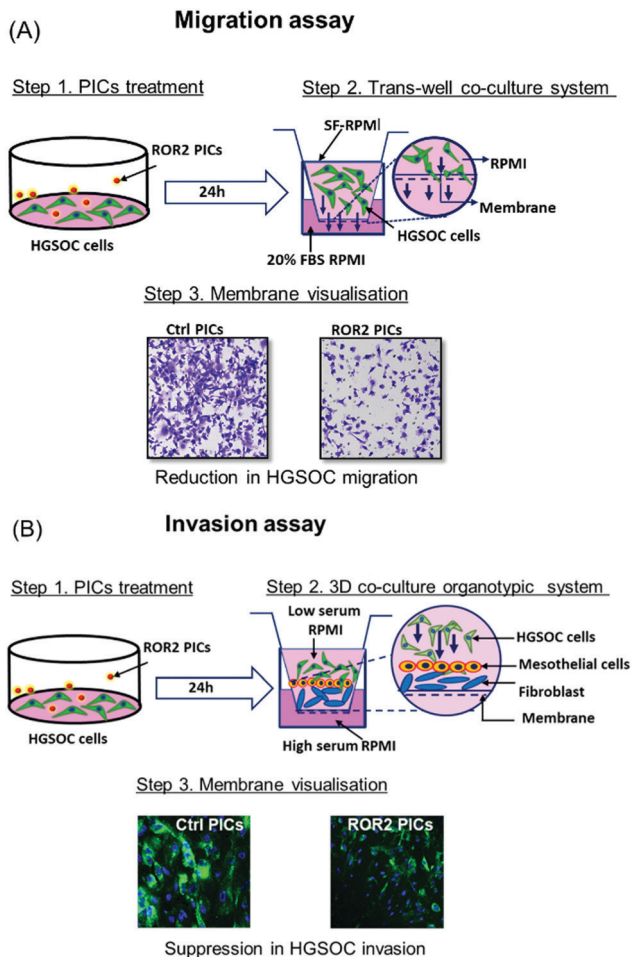 (A)
Migration assay
Step 1. PICs treatment
Step 2. Trans-well co-culture system
ROR2 PICs
24h
HGSOC cells
SF-RPMI
RPMI
Membrane
HGSOC cells
20% FBS RPMI
Step 3. Membrane visualisation
Ctrl PICs
ROR2 PICs
Reduction in HGSOC migration
(B)
Invasion assay
Step 1. PICs treatment
Step 2. 3D co-culture organotypic system
ROR2 PICs
24h
HGSOC cells
Low serum
RPMI
HGSOC cells
Mesothelial cells
Fibroblast
Membrane
High serum RPMI
Step 3. Membrane visualisation
Ctrl PICs
ROR2 PICs
Suppression in HGSOC invasion